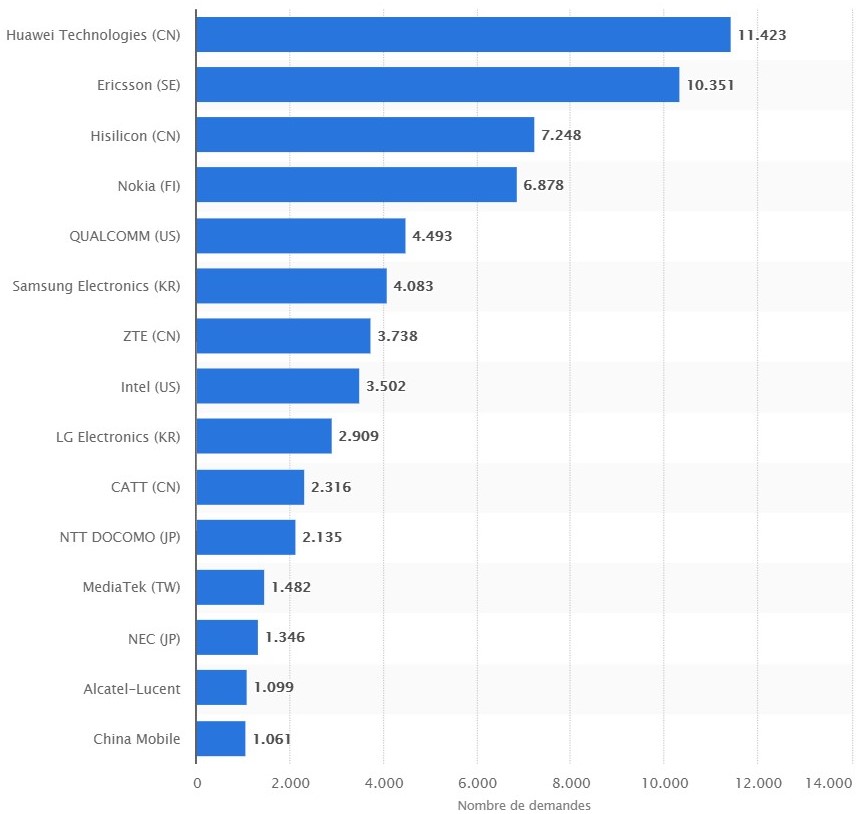 Huawei Technologies (CN) 11.423
Ericsson (SE) 10.351
Hisilicon (CN) 7.248
Nokia (FI) 6.878
QUALCOMM (US) 4.493
Samsung Electronics (KR) 4.083
ZTE (CN) 3.738
Intel (US) 3.502
LG Electronics (KR) 2.909
CATT (CN) 2.316
NTT DOCOMO (JP) 2.135
MediaTek (TW) 1.482
NEC (JP) 1.346
Alcatel-Lucent 1.099
China Mobile 1.061
0 2.000 4.000 6.000 8.000 10.000 12.000 14.000
Nombre de demandes